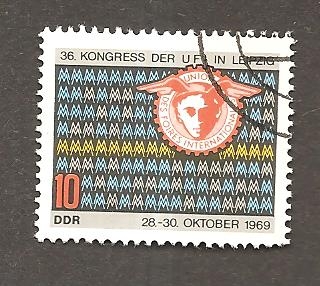 36. KONGRESS DER UFI IN LEIPZIG
UNION
DES FOIRES INTERNATIONALES
10
DDR
28.-30. OKTOBER 1969